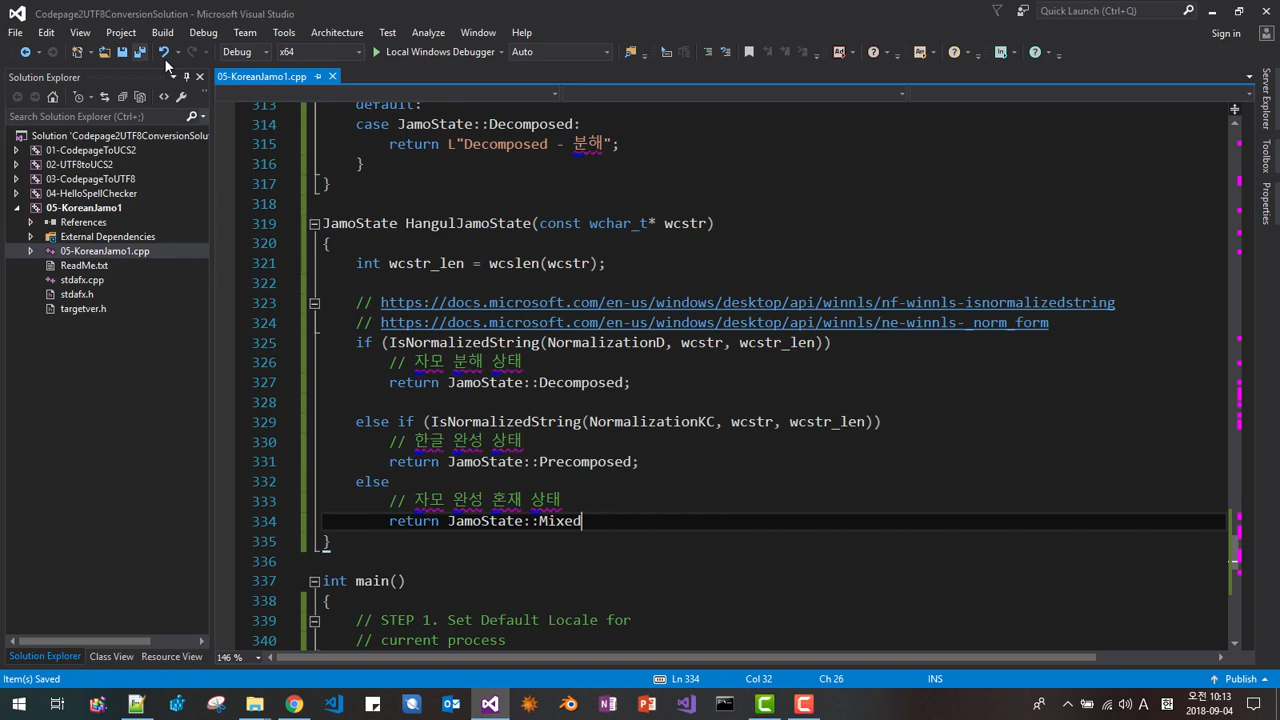 Codepage2UTF8ConversionSolution - Microsoft Visual Studio
Quick Launch (Ctrl+Q)
File Edit View Project Build Debug Team Tools Architecture Test Analyze Window Help
Sign in
Debug x64 Local Windows Debugger Auto
Solution Explorer
05-KoreanJamo1.cpp
Search Solution Explorer (Ctrl+;)
Solution 'Codepage2UTF8ConversionSolu
01-CodepageToUCS2
02-UTF8toUCS2
03-CodepageToUTF8
04-HelloSpellChecker
05-KoreanJamo1
References
External Dependencies
05-KoreanJamo1.cpp
ReadMe.txt
stdafx.cpp
stdafx.h
targetver.h
313 default:
314 case JamoState::Decomposed:
315 return L"Decomposed - 분해";
316 }
317 }
318
319 JamoState HangulJamoState(const wchar_t* wcstr)
320 {
321 int wcstr_len = wcslen(wcstr);
322
323 // https://docs.microsoft.com/en-us/windows/desktop/api/winnls/nf-winnls-isnormalizedstring
324 // https://docs.microsoft.com/en-us/windows/desktop/api/winnls/ne-winnls-_norm_form
325 if (IsNormalizedString(NormalizationD, wcstr, wcstr_len))
326 // 자모 분해 상태
327 return JamoState::Decomposed;
328
329 else if (IsNormalizedString(NormalizationKC, wcstr, wcstr_len))
330 // 한글 완성 상태
331 return JamoState::Precomposed;
332 else
333 // 자모 완성 혼재 상태
334 return JamoState::Mixed
335 }
336
337 int main()
338 {
339 // STEP 1. Set Default Locale for
340 // current process
Server Explorer
Toolbox
Properties
Solution Explorer Class View Resource View
146 %
Item(s) Saved
Ln 334 Col 32 Ch 26 INS
Publish
A
오전 10:13
2018-09-04